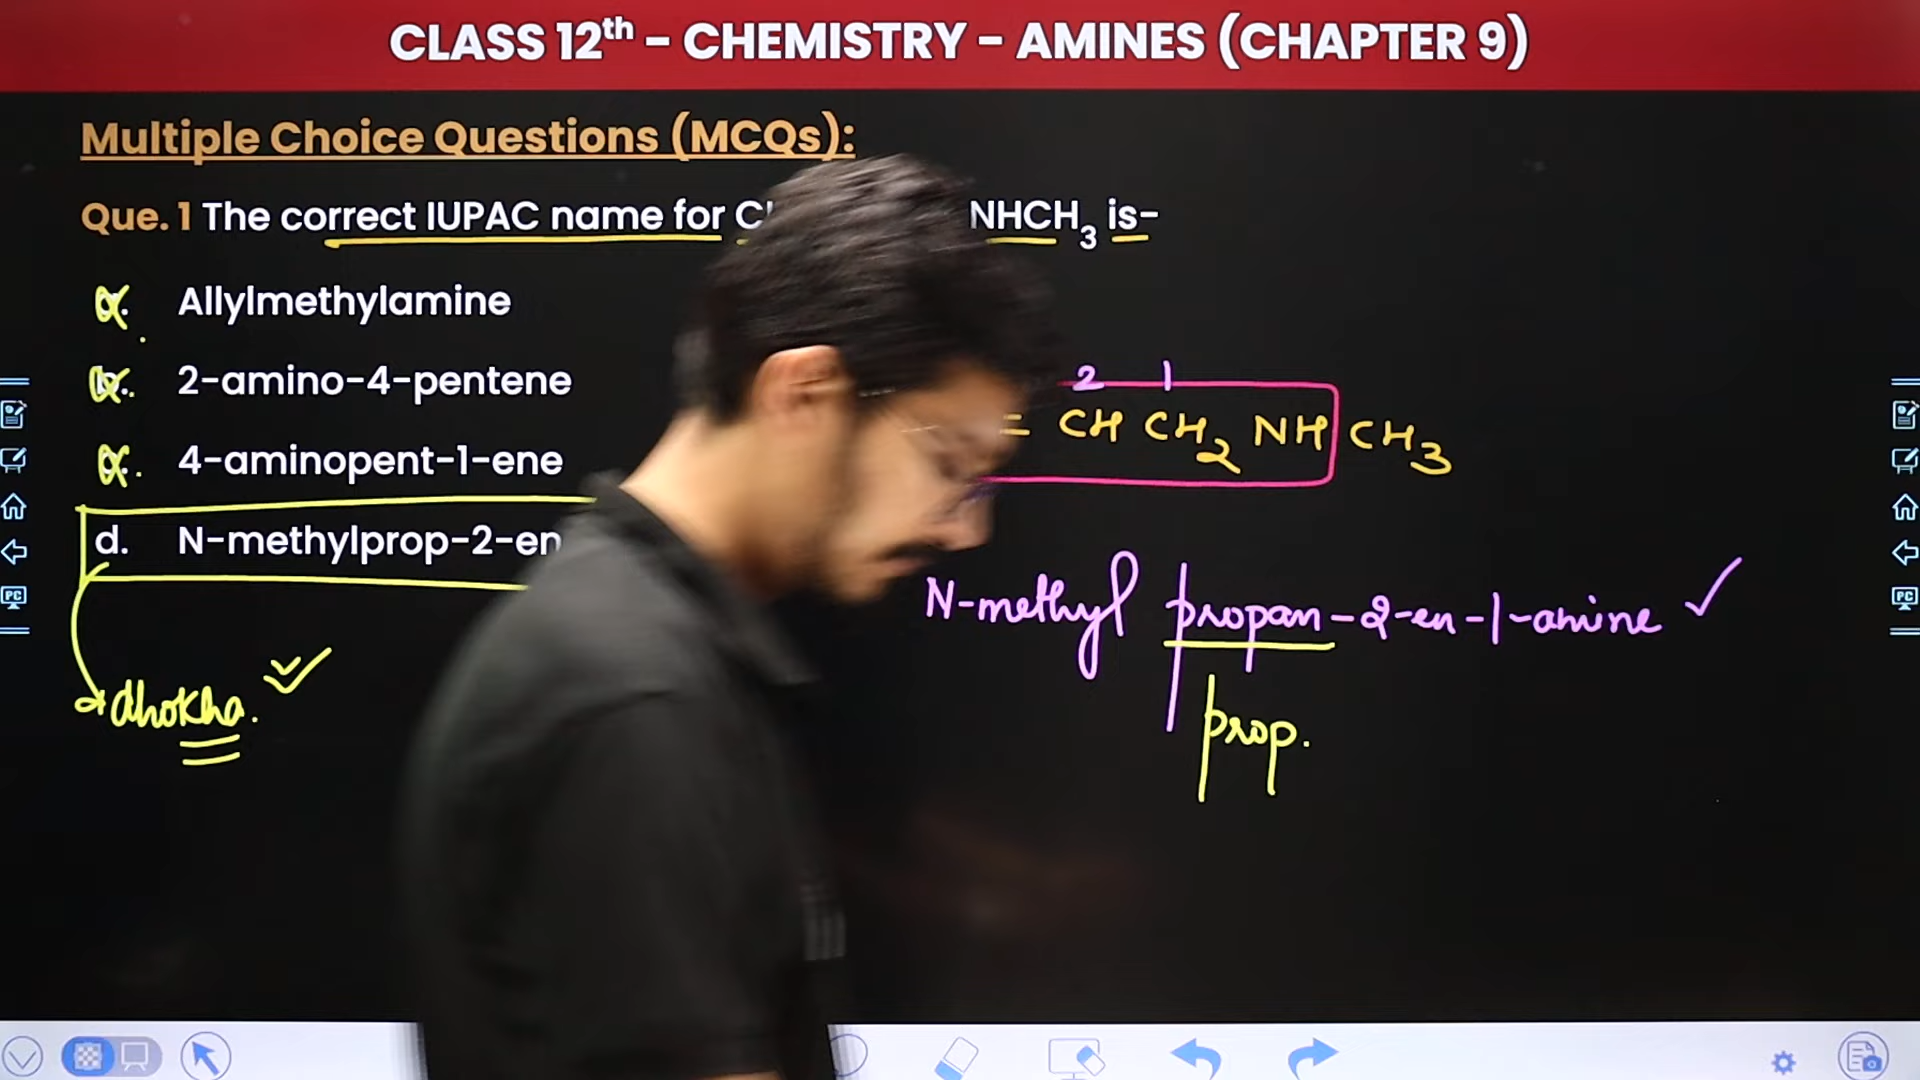 CLASS 12th - CHEMISTRY - AMINES (CHAPTER 9)
Multiple Choice Questions (MCQs):
Que. 1 The correct IUPAC name for NHCH3 is-
a. Allylmethylamine
b. 2-amino-4-pentene
c. 4-aminopent-1-ene
d. N-methylprop-2-en
2 1
= CH CH2 NH CH3
N-methyl propan-2-en-1-amine ✓
prop.
dhokha.
PC
PC